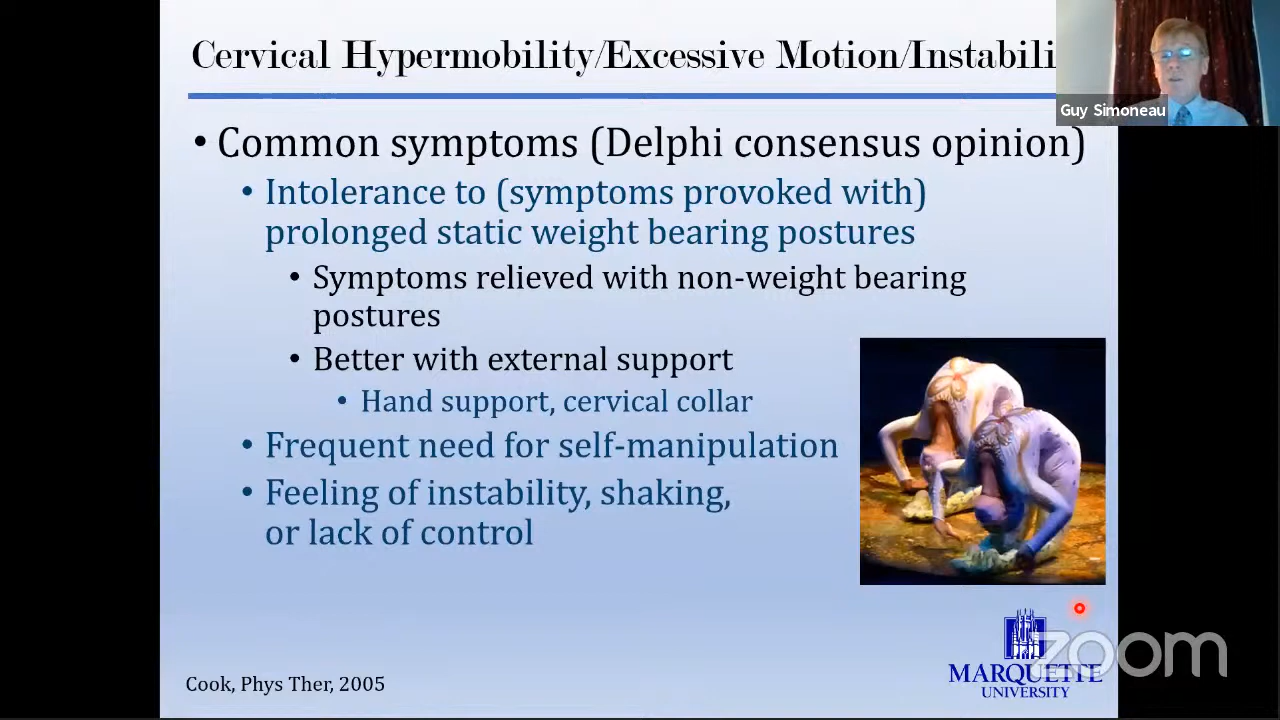 Cervical Hypermobility/Excessive Motion/Instabili
Guy Simoneau
• Common symptoms (Delphi consensus opinion)
• Intolerance to (symptoms provoked with)
prolonged static weight bearing postures
• Symptoms relieved with non-weight bearing
postures
• Better with external support
• Hand support, cervical collar
• Frequent need for self-manipulation
• Feeling of instability, shaking,
or lack of control
Cook, Phys Ther, 2005
MARQUETTE
UNIVERSITY
zoom